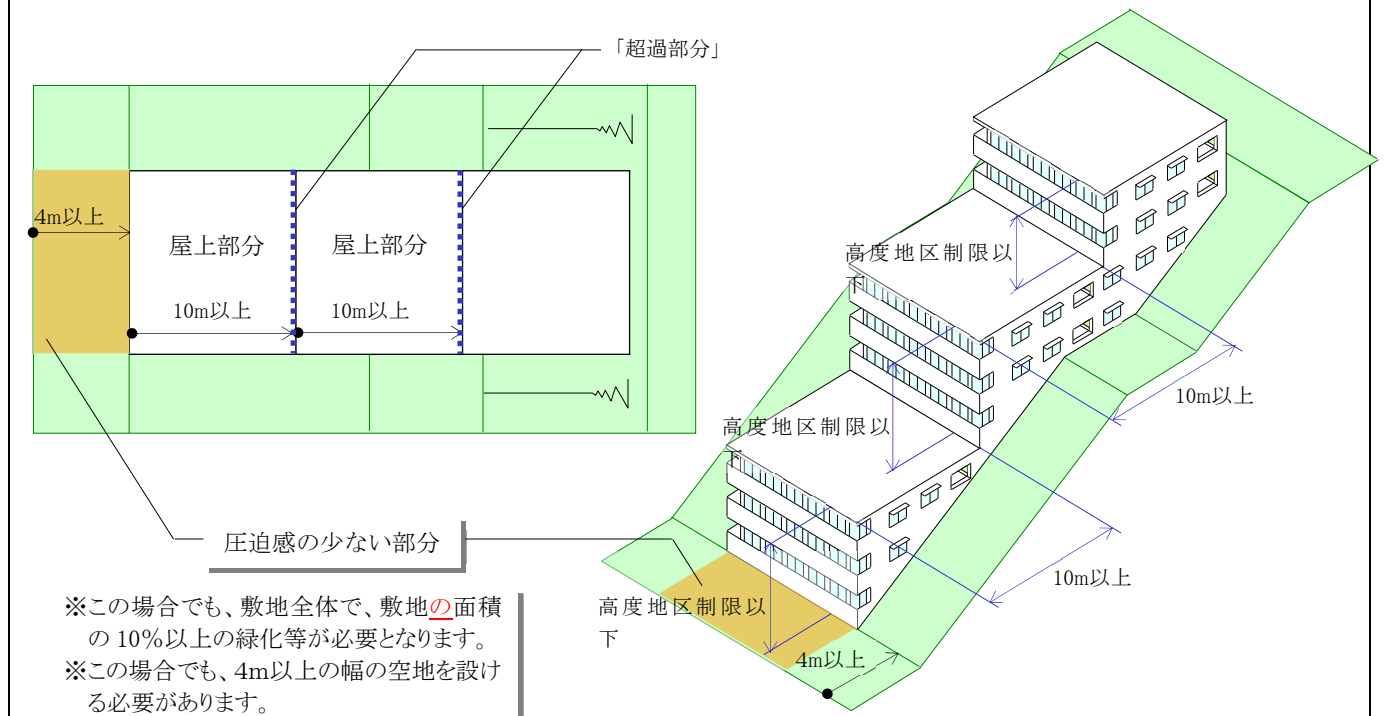 「超過部分」
4m以上
屋上部分
屋上部分
10m以上
10m以上
圧迫感の少ない部分
※この場合でも、敷地全体で、敷地の面積
の 10%以上の緑化等が必要となります。
※この場合でも、4m以上の幅の空地を設け
る必要があります。
高度地区制限以
下
高度地区制限以
下
高度地区制限以
下
10m以上
10m以上
4m以上